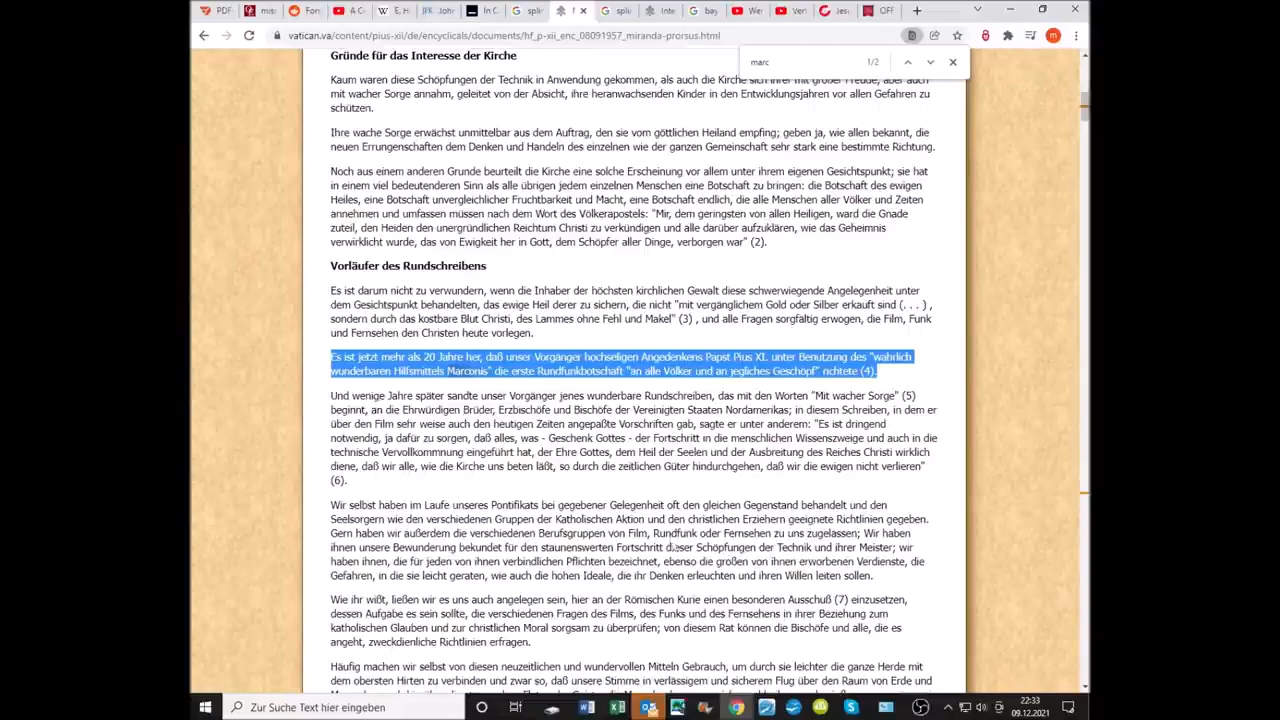 PDF
mise
Fors
A C
E. H
JFK. John
In C
spli
spli
Inte
bay
Wer
Veri
Jes
OFF
vatican.va/content/pius-xii/de/encyclicals/documents/hf_p-xii_enc_08091957_miranda-prorsus.html
marc 1/2
Gründe für das Interesse der Kirche
Kaum waren diese Schöpfungen der Technik in Anwendung gekommen, als auch die Kirche sich ihrer mit großer Freude, aber auch
mit wacher Sorge annahm, geleitet von der Absicht, ihre heranwachsenden Kinder in den Entwicklungsjahren vor allen Gefahren zu
schützen.
Ihre wache Sorge erwächst unmittelbar aus dem Auftrag, den sie vom göttlichen Heiland empfing; geben ja, wie allen bekannt, die
neuen Errungenschaften dem Denken und Handeln des einzelnen wie der ganzen Gemeinschaft sehr stark eine bestimmte Richtung.
Noch aus einem anderen Grunde beurteilt die Kirche eine solche Erscheinung vor allem unter ihrem eigenen Gesichtspunkt; sie hat
in einem viel bedeutenderen Sinn als alle übrigen jedem einzelnen Menschen eine Botschaft zu bringen: die Botschaft des ewigen
Heiles, eine Botschaft unvergleichlicher Fruchtbarkeit und Macht, eine Botschaft endlich, die alle Menschen aller Völker und Zeiten
annehmen und umfassen müssen nach dem Wort des Völkerapostels: "Mir, dem geringsten von allen Heiligen, ward die Gnade
zuteil, den Heiden den unergründlichen Reichtum Christi zu verkündigen und alle darüber aufzuklären, wie das Geheimnis
verwirklicht wurde, das von Ewigkeit her in Gott, dem Schöpfer aller Dinge, verborgen war" (2).
Vorläufer des Rundschreibens
Es ist darum nicht zu verwundern, wenn die Inhaber der höchsten kirchlichen Gewalt diese schwerwiegende Angelegenheit unter
dem Gesichtspunkt behandelten, das ewige Heil derer zu sichern, die nicht "mit vergänglichem Gold oder Silber erkauft sind (. . . ) ,
sondern durch das kostbare Blut Christi, des Lammes ohne Fehl und Makel" (3) , und alle Fragen sorgfältig erwogen, die Film, Funk
und Fernsehen den Christen heute vorlegen.
Es ist jetzt mehr als 20 Jahre her, daß unser Vorgänger hochseligen Angedenkens Papst Pius XI. unter Benutzung des "wahrlich
wunderbaren Hilfsmittels Marconis" die erste Rundfunkbotschaft "an alle Völker und an jegliches Geschöpf" richtete (4).
Und wenige Jahre später sandte unser Vorgänger jenes wunderbare Rundschreiben, das mit den Worten "Mit wacher Sorge" (5)
beginnt, an die Ehrwürdigen Brüder, Erzbischöfe und Bischöfe der Vereinigten Staaten Nordamerikas; in diesem Schreiben, in dem er
über den Film sehr weise auch den heutigen Zeiten angepaßte Vorschriften gab, sagte er unter anderem: "Es ist dringend
notwendig, ja dafür zu sorgen, daß alles, was - Geschenk Gottes - der Fortschritt in die menschlichen Wissenszweige und auch in die
technische Vervollkommnung eingeführt hat, der Ehre Gottes, dem Heil der Seelen und der Ausbreitung des Reiches Christi wirklich
diene, daß wir alle, wie die Kirche uns beten läßt, so durch die zeitlichen Güter hindurchgehen, daß wir die ewigen nicht verlieren"
(6).
Wir selbst haben im Laufe unseres Pontifikats bei gegebener Gelegenheit oft den gleichen Gegenstand behandelt und den
Seelsorgern wie den verschiedenen Gruppen der Katholischen Aktion und den christlichen Erziehern geeignete Richtlinien gegeben.
Gern haben wir außerdem die verschiedenen Berufsgruppen von Film, Rundfunk oder Fernsehen zu uns zugelassen; Wir haben
ihnen unsere Bewunderung bekundet für den staunenswerten Fortschritt dieser Schöpfungen der Technik und ihrer Meister; wir
haben ihnen, die für jeden von ihnen verbindlichen Pflichten bezeichnet, ebenso die großen von ihnen erworbenen Verdienste, die
Gefahren, in die sie leicht geraten, wie auch die hohen Ideale, die ihr Denken erleuchten und ihren Willen leiten sollen.
Wie ihr wißt, ließen wir es uns auch angelegen sein, hier an der Römischen Kurie einen besonderen Ausschuß (7) einzusetzen,
dessen Aufgabe es sein sollte, die verschiedenen Fragen des Films, des Funks und des Fernsehens in ihrer Beziehung zum
katholischen Glauben und zur christlichen Moral sorgsam zu überprüfen; von diesem Rat können die Bischöfe und alle, die es
angeht, zweckdienliche Richtlinien erfragen.
Häufig machen wir selbst von diesen neuzeitlichen und wundervollen Mitteln Gebrauch, um durch sie leichter die ganze Herde mit
dem obersten Hirten zu verbinden und zwar so, daß unsere Stimme in verlässigem und sicherem Flug über den Raum von Erde und
Zur Suche Text hier eingeben
22:33
09.12.2021